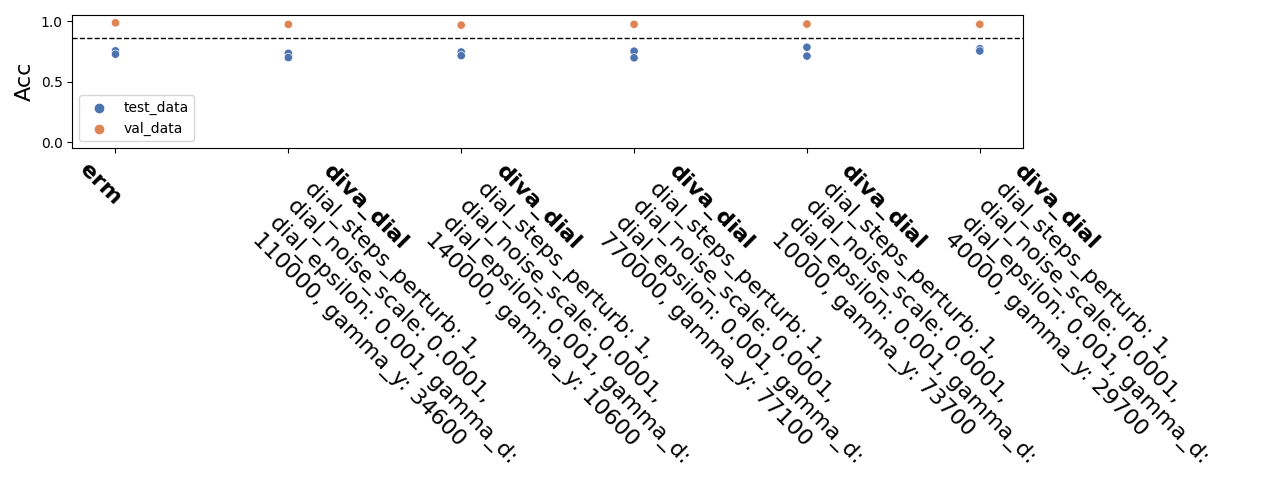 1.0
0.5
0.0
Acc
test_data
val_data
erm
diva_dial
dial_steps_perturb: 1,
dial_noise_scale: 0.0001,
dial_epsilon: 0.001, gamma_d:
110000, gamma_y: 34600
diva_dial
dial_steps_perturb: 1,
dial_noise_scale: 0.0001,
dial_epsilon: 0.001, gamma_d:
140000, gamma_y: 10600
diva_dial
dial_steps_perturb: 1,
dial_noise_scale: 0.0001,
dial_epsilon: 0.001, gamma_d:
770000, gamma_y: 77100
diva_dial
dial_steps_perturb: 1,
dial_noise_scale: 0.0001,
dial_epsilon: 0.001, gamma_d:
10000, gamma_y: 73700
diva_dial
dial_steps_perturb: 1,
dial_noise_scale: 0.0001,
dial_epsilon: 0.001, gamma_d:
40000, gamma_y: 29700